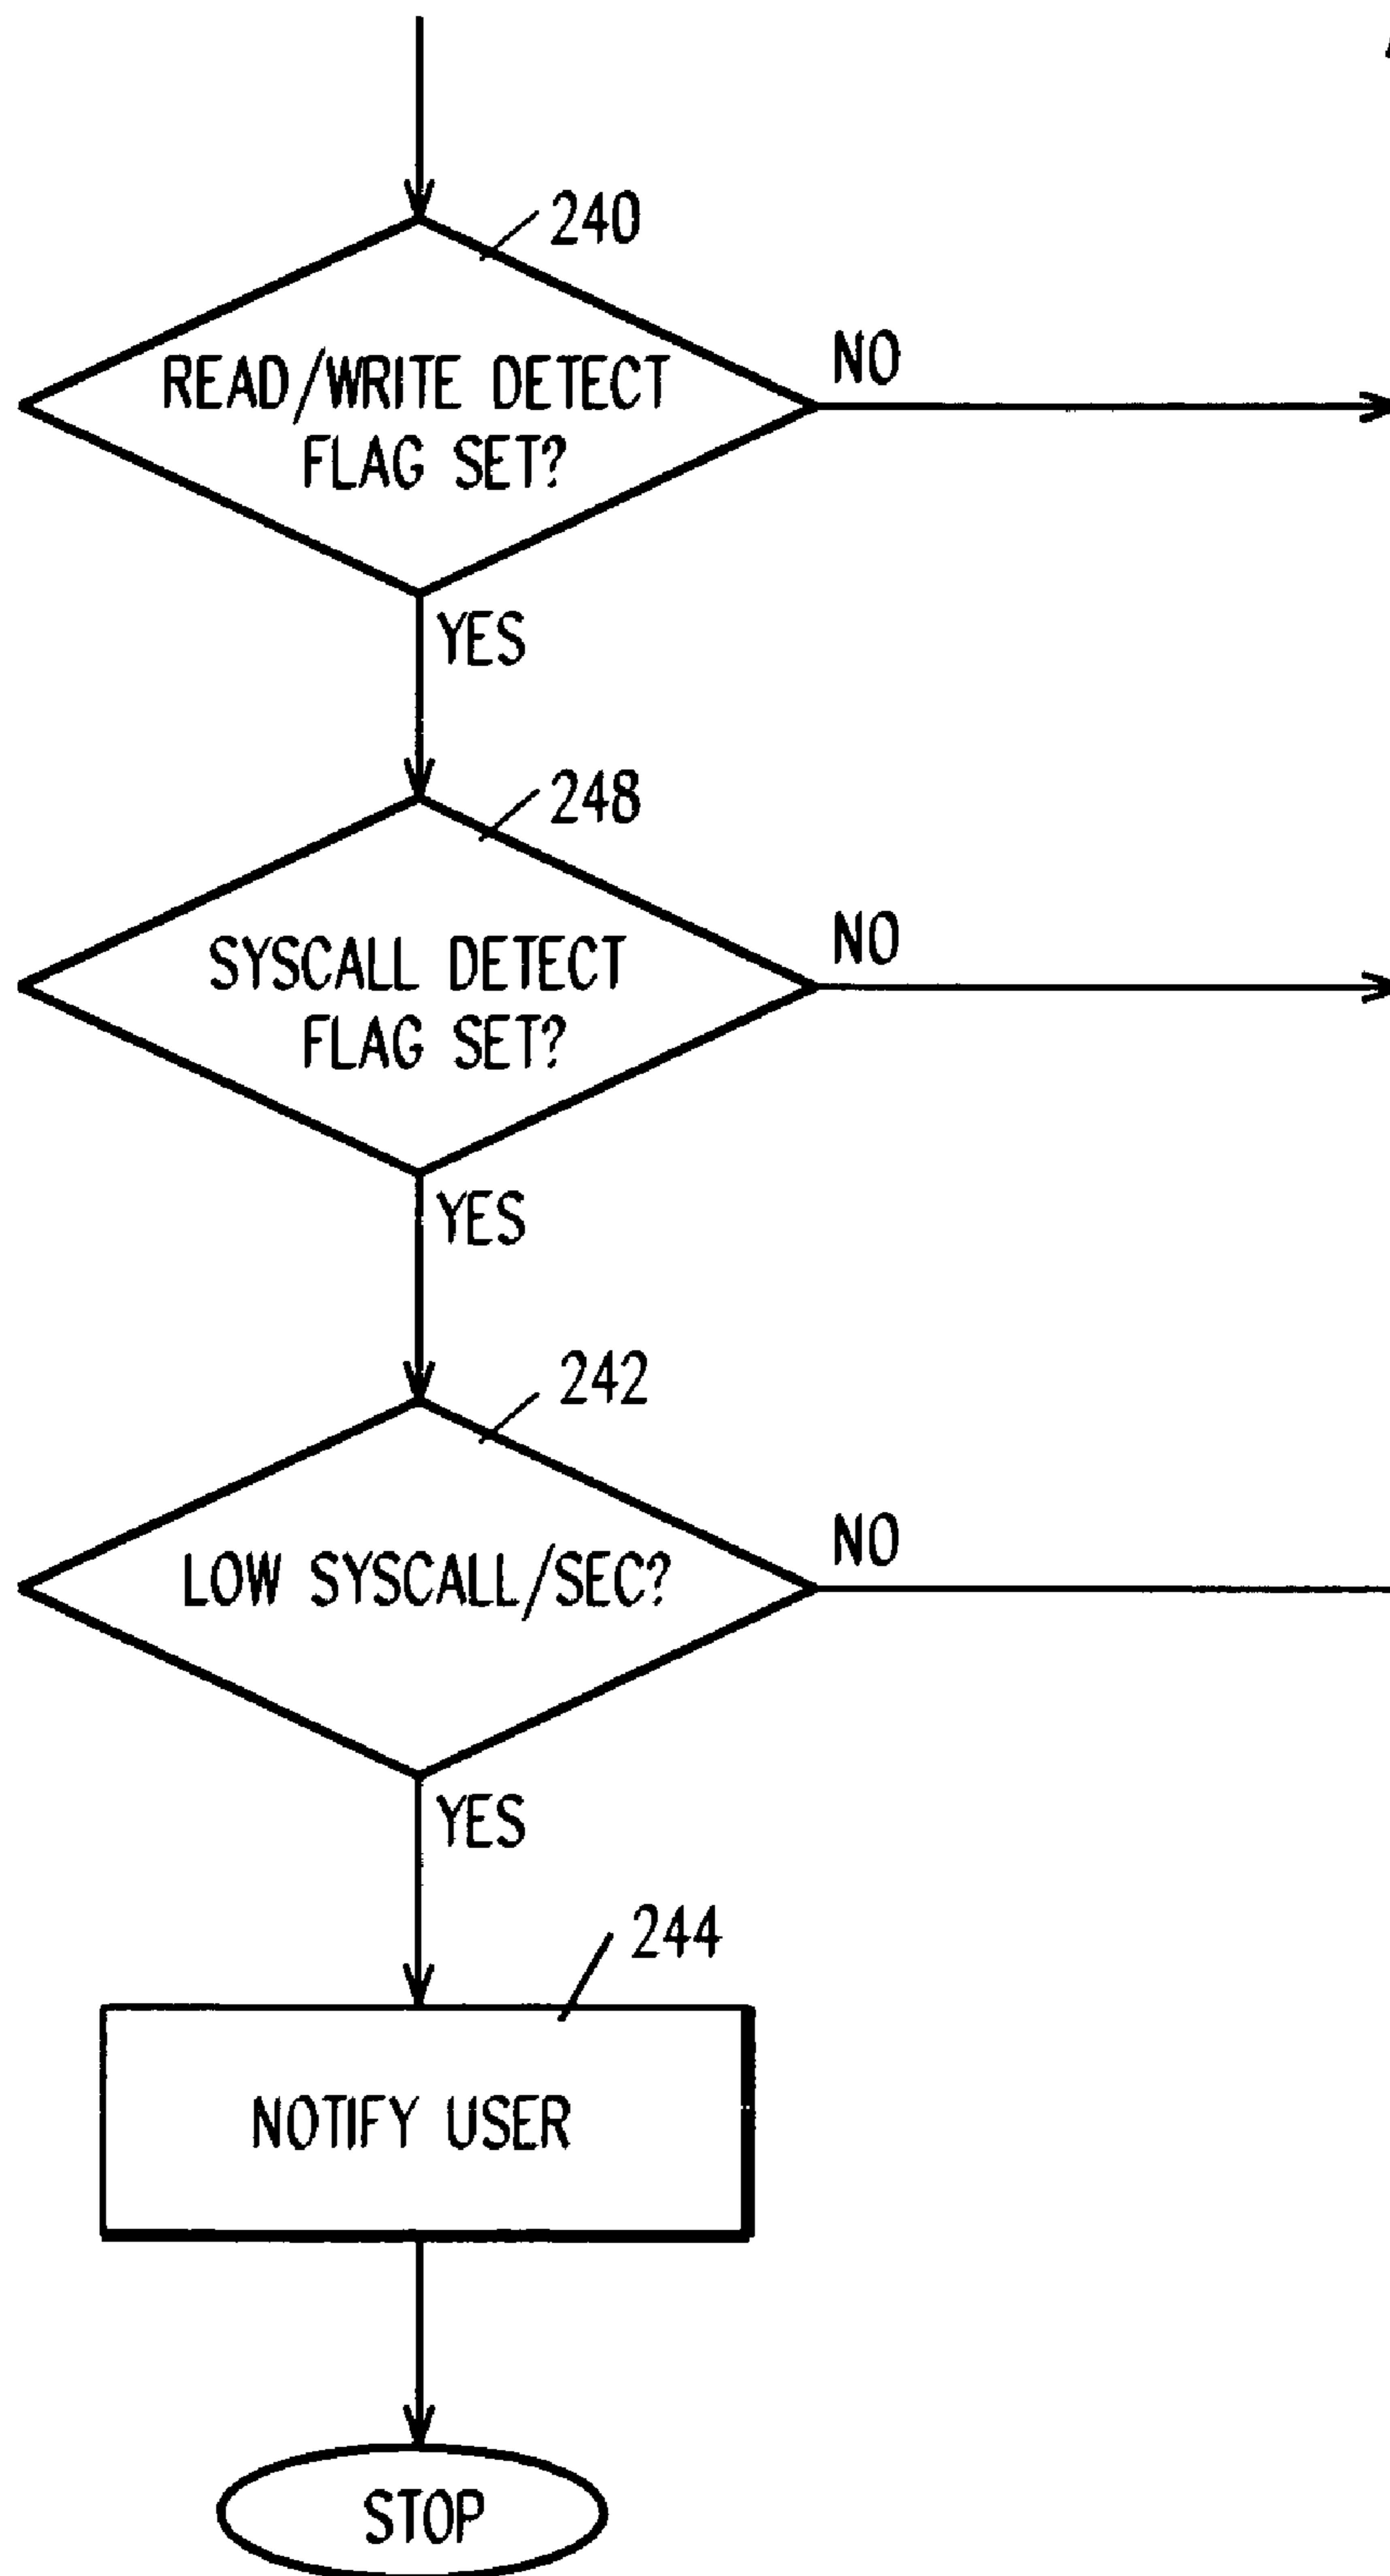 240
READ/WRITE DETECT
FLAG SET?
NO
YES
248
SYSCALL DETECT
FLAG SET?
NO
YES
242
LOW SYSCALL/SEC?
NO
YES
244
NOTIFY USER
STOP